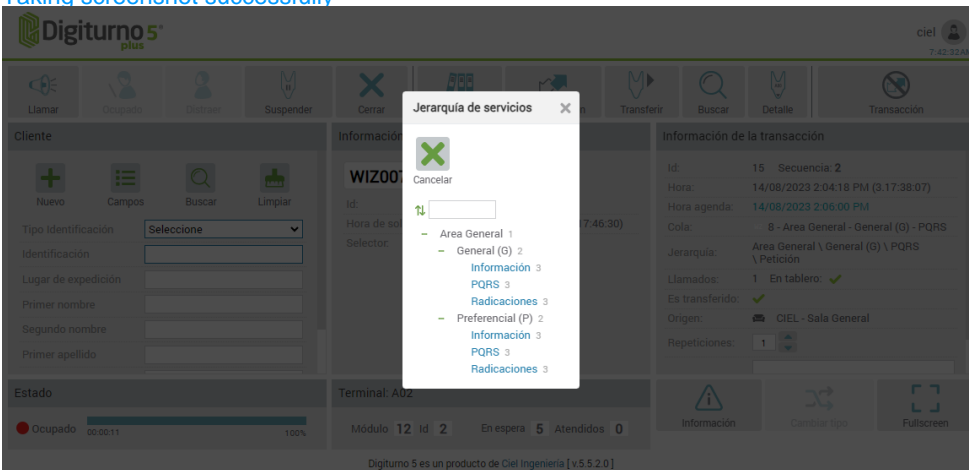 Taking screenshot successfully
Digiturno 5
plus
ciel
7:42:32AM
Llamar
Ocupado
Distraer
Suspender
Cerrar
n
Transferir
Buscar
Detalle
Transacción
Cliente
Nuevo
Campos
Buscar
Limpiar
Tipo Identificación Seleccione
Identificación
Lugar de expedición
Primer nombre
Segundo nombre
Primer apellido
Información
WIZ007
Id:
Hora de sol
Selector:
7:46:30)
Jerarquía de servicios
Cancelar
Area General 1
General (G) 2
Información 3
PQRS 3
Radicaciones 3
Preferencial (P) 2
Información 3
PQRS 3
Radicaciones 3
Información de la transacción
Id: 15 Secuencia: 2
Hora: 14/08/2023 2:04:18 PM (3.17:38:07)
Hora agenda: 14/08/2023 2:06:00 PM
Cola: 8 - Area General - General (G) - PQRS
Jerarquía: Area General \ General (G) \ PQRS
\ Petición
Llamados: 1 En tablero:
Es transferido:
Origen: CIEL - Sala General
Repeticiones: 1
Estado
Ocupado 00:00:11 100%
Terminal: A02
Módulo 12 Id 2 En espera 5 Atendidos 0
Información
Cambiar tipo
Fullscreen
Digiturno 5 es un producto de Ciel Ingeniería [ v.5.5.2.0 ]